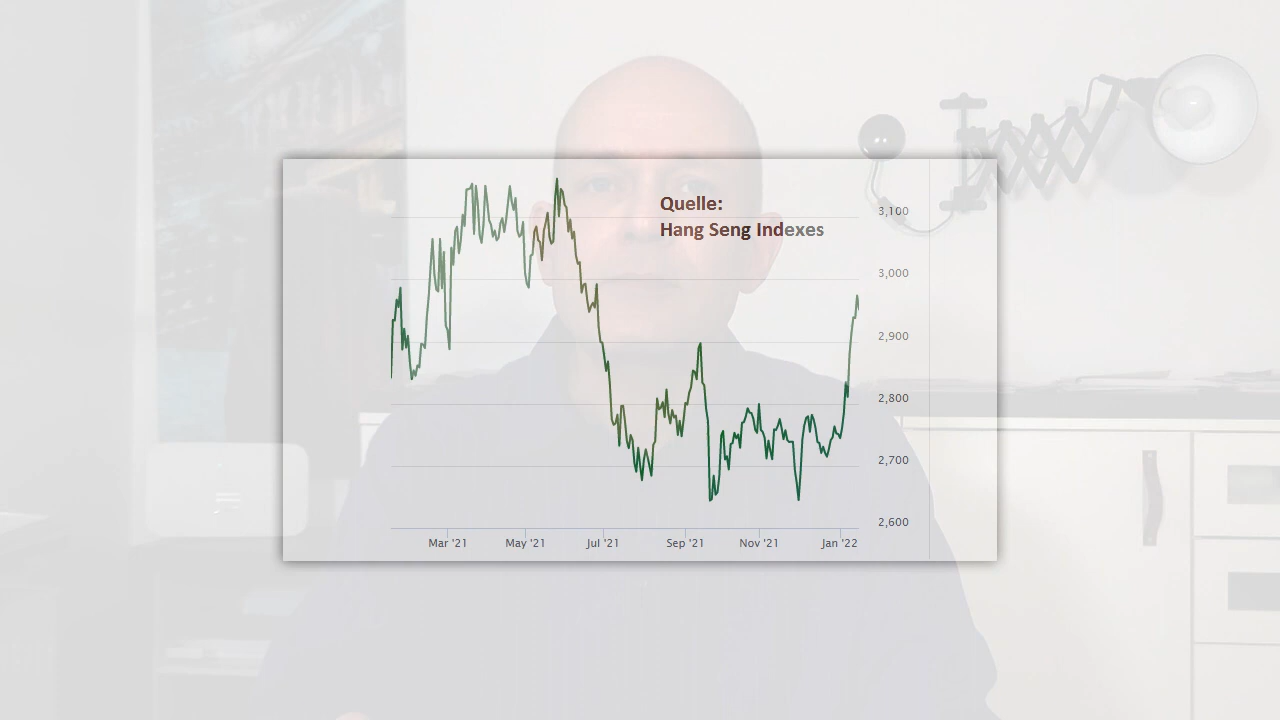 Quelle:
Hang Seng Indexes
3,100
3,000
2,900
2,800
2,700
2,600
Mar '21 May '21 Jul '21 Sep '21 Nov '21 Jan '22